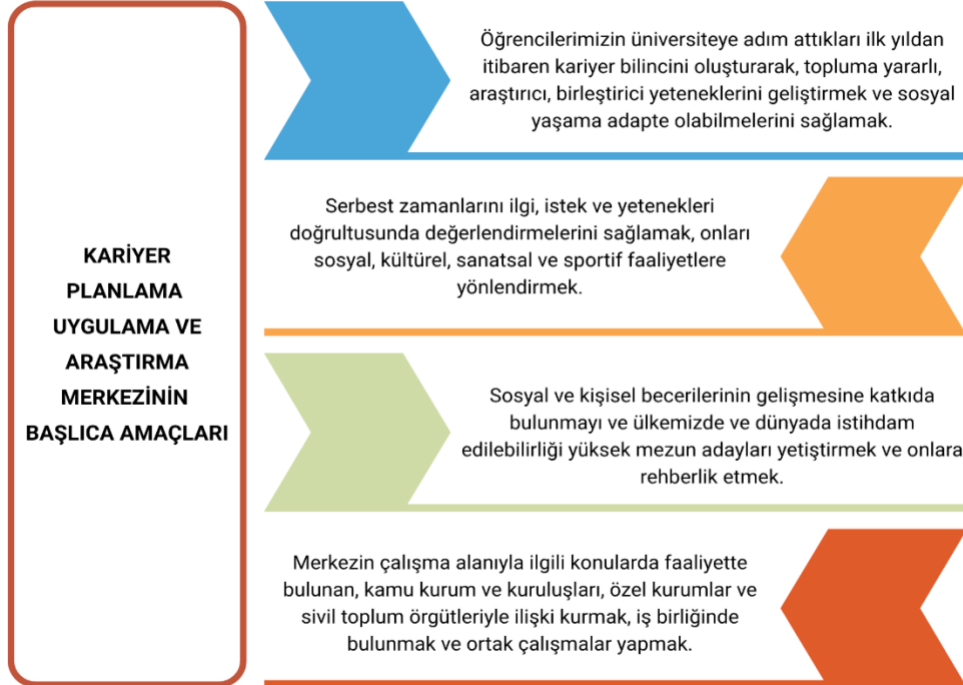 KARİYER
PLANLAMA
UYGULAMA VE
ARAŞTIRMA
MERKEZİNİN
BAŞLICA AMAÇLARI
Öğrencilerimizin üniversiteye adım attıkları ilk yıldan
itibaren kariyer bilincini oluşturarak, topluma yararlı,
araştırıcı, birleştirici yeteneklerini geliştirmek ve sosyal
yaşama adapte olabilmelerini sağlamak.
Serbest zamanlarını ilgi, istek ve yetenekleri
doğrultusunda değerlendirmelerini sağlamak, onları
sosyal, kültürel, sanatsal ve sportif faaliyetlere
yönlendirmek.
Sosyal ve kişisel becerilerinin gelişmesine katkıda
bulunmayı ve ülkemizde ve dünyada istihdam
edilebilirliği yüksek mezun adayları yetiştirmek ve onlara
rehberlik etmek.
Merkezin çalışma alanıyla ilgili konularda faaliyette
bulunan, kamu kurum ve kuruluşları, özel kurumlar ve
sivil toplum örgütleriyle ilişki kurmak, iş birliğinde
bulunmak ve ortak çalışmalar yapmak.